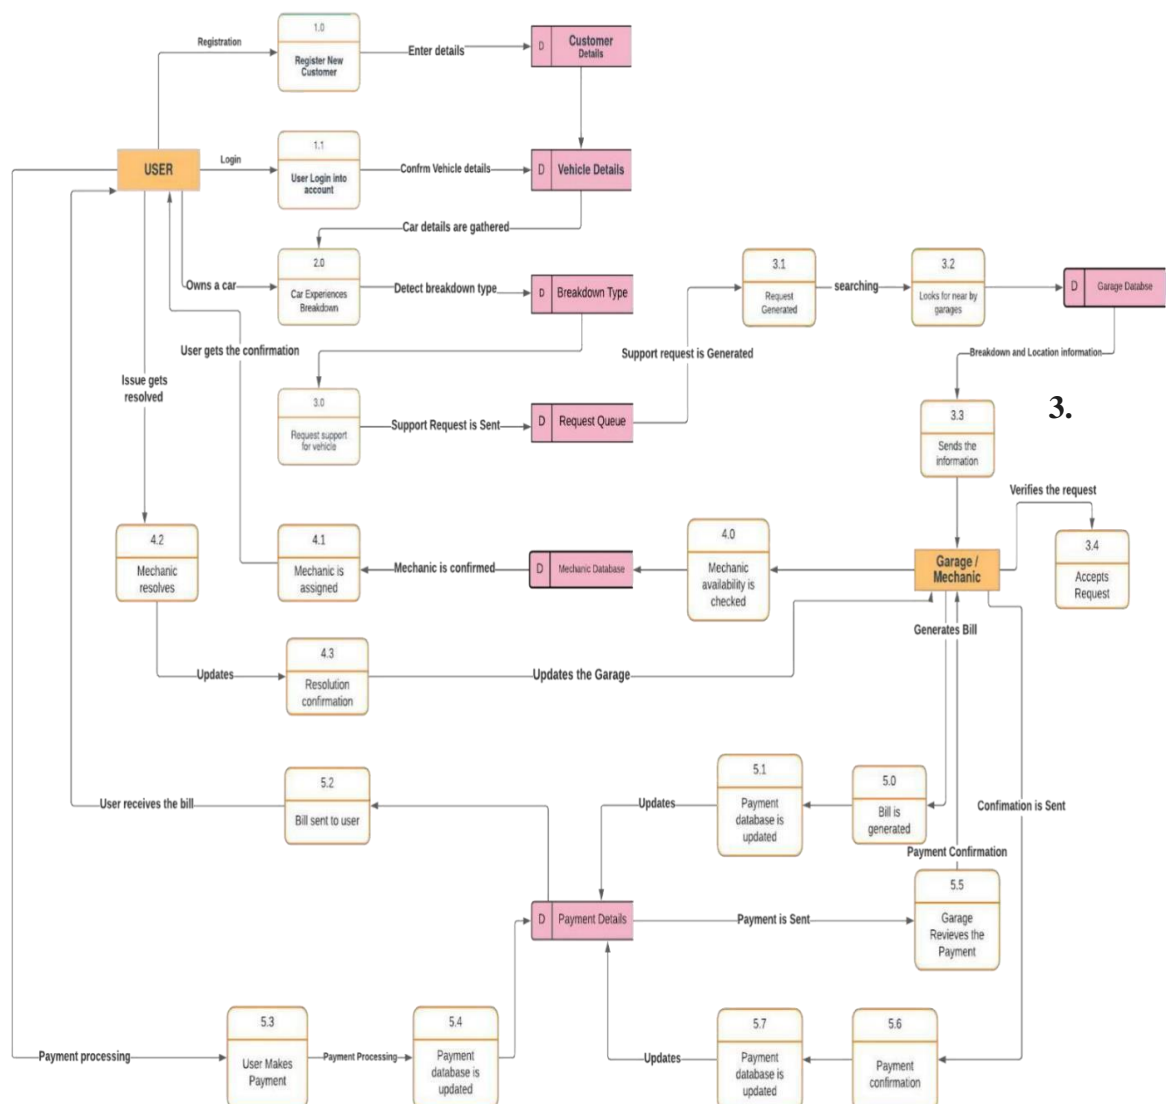 1.0
Register New
Customer
Registration
Enter details
D
Customer
Details
1.1
User Login into
account
USER
Login
Confrm Vehicle details
D
Vehicle Details
Car details are gathered
2.0
Car Experiences
Breakdown
Owns a car
Detect breakdown type
D
Breakdown Type
3.1
Request
Generated
searching
3.2
Looks for near by
garages
D
Garage Databse
User gets the confirmation
Support request is Generated
Breakdown and Location information
Issue gets
resolved
3.0
Request support
for vehicle
Support Request is Sent
D
Request Queue
3.3
Sends the
information
3.
Verifies the request
4.2
Mechanic
resolves
4.1
Mechanic is
assigned
Mechanic is confirmed
D
Mechanic Database
4.0
Mechanic
availability is
checked
Garage /
Mechanic
3.4
Accepts
Request
Generates Bill
4.3
Resolution
confirmation
Updates
Updates the Garage
5.2
Bill sent to user
User receives the bill
5.1
Payment
database is
updated
Updates
5.0
Bill is
generated
Confimation is Sent
Payment Confirmation
5.5
Garage
Revieves the
Payment
D
Payment Details
Payment is Sent
5.3
User Makes
Payment
Payment processing
Payment Processing
5.4
Payment
database is
updated
5.7
Payment
database is
updated
Updates
5.6
Payment
confirmation